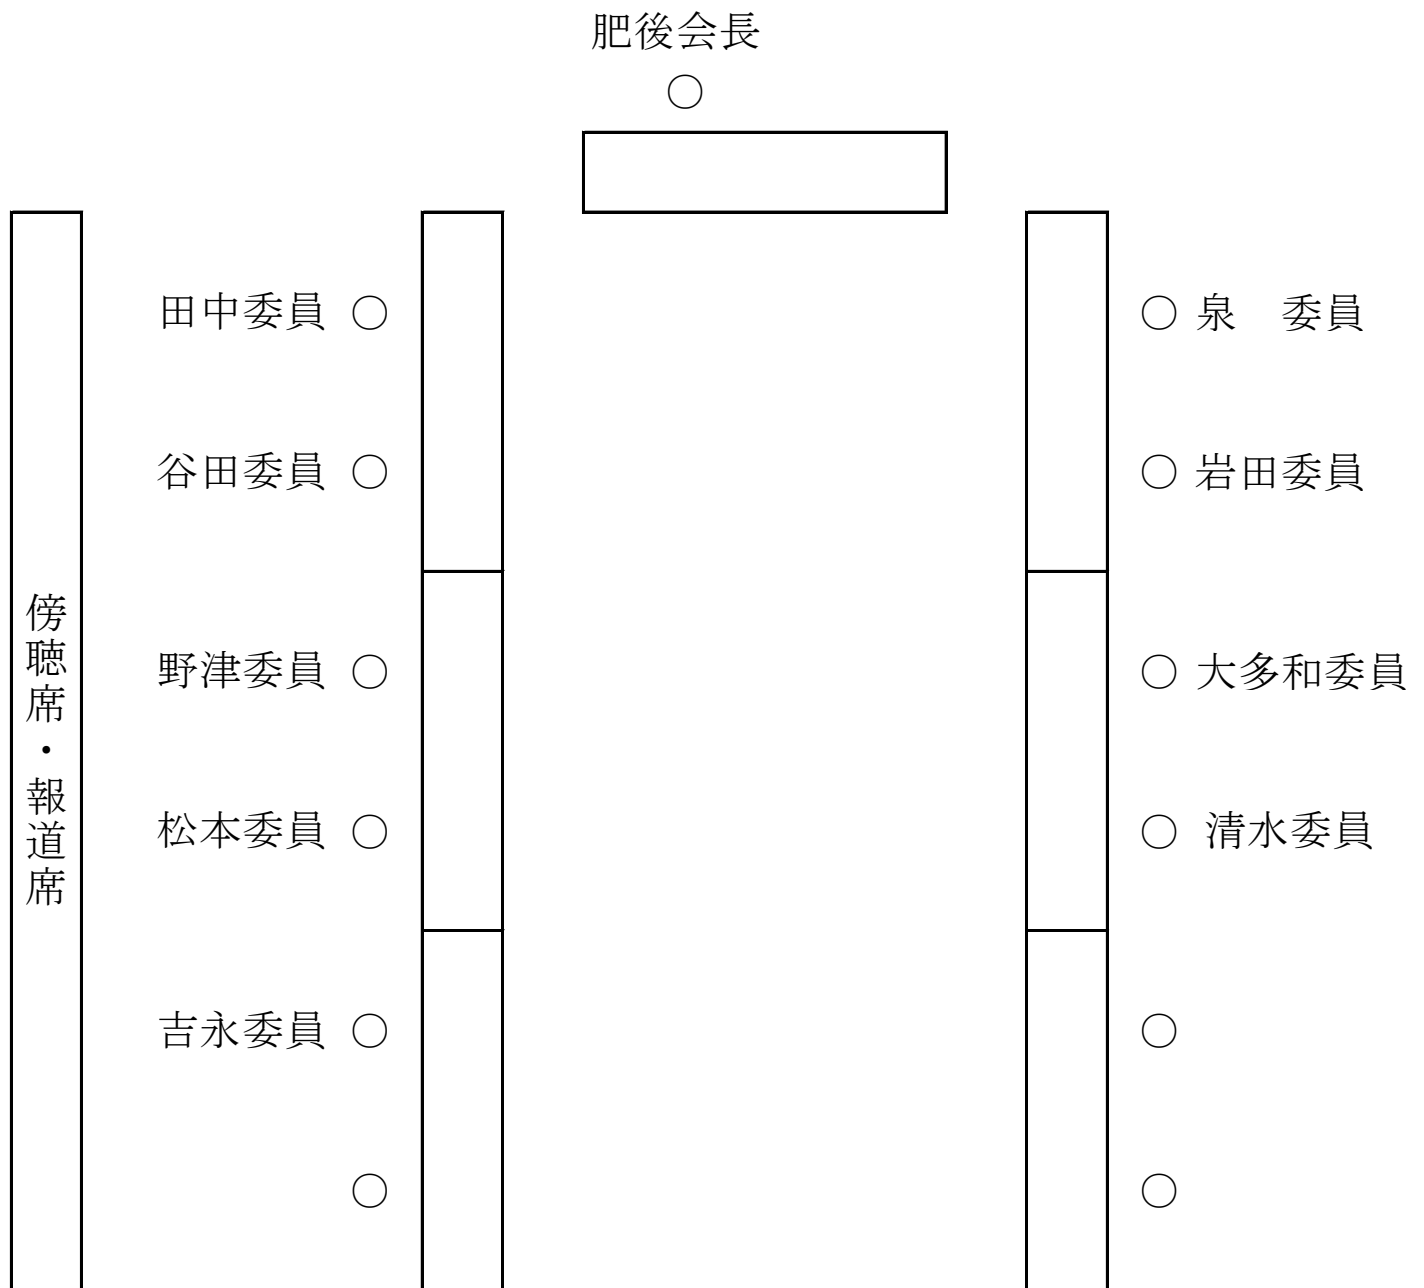 肥後会長
○
田中委員 ○
○ 泉　委員
谷田委員 ○
○ 岩田委員
傍聴席・報道席
野津委員 ○
○ 大多和委員
松本委員 ○
○ 清水委員
吉永委員 ○
○
○
○